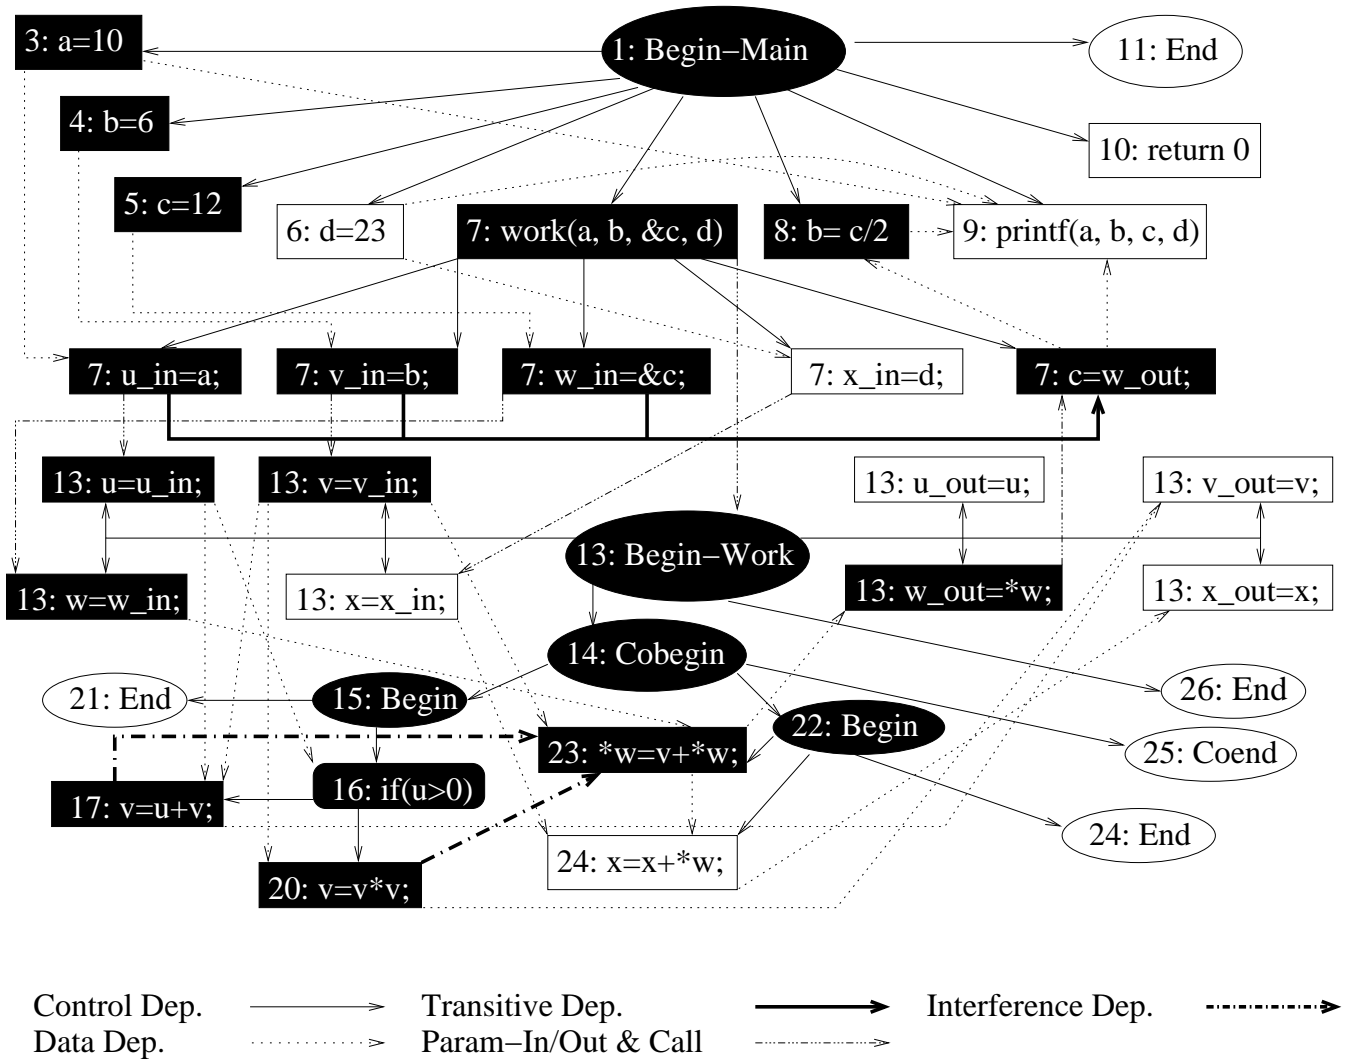 3: a=10
1: Begin−Main
11: End
4: b=6
10: return 0
5: c=12
6: d=23
7: work(a, b, &c, d)
8: b= c/2
9: printf(a, b, c, d)
7: u_in=a;
7: v_in=b;
7: w_in=&c;
7: x_in=d;
7: c=w_out;
13: u=u_in;
13: v=v_in;
13: u_out=u;
13: v_out=v;
13: Begin−Work
13: w=w_in;
13: x=x_in;
13: w_out=*w;
13: x_out=x;
14: Cobegin
21: End
15: Begin
26: End
22: Begin
23: *w=v+*w;
25: Coend
16: if(u>0)
17: v=u+v;
24: End
24: x=x+*w;
20: v=v*v;
Control Dep.
Transitive Dep.
Interference Dep.
Data Dep.
Param−In/Out & Call